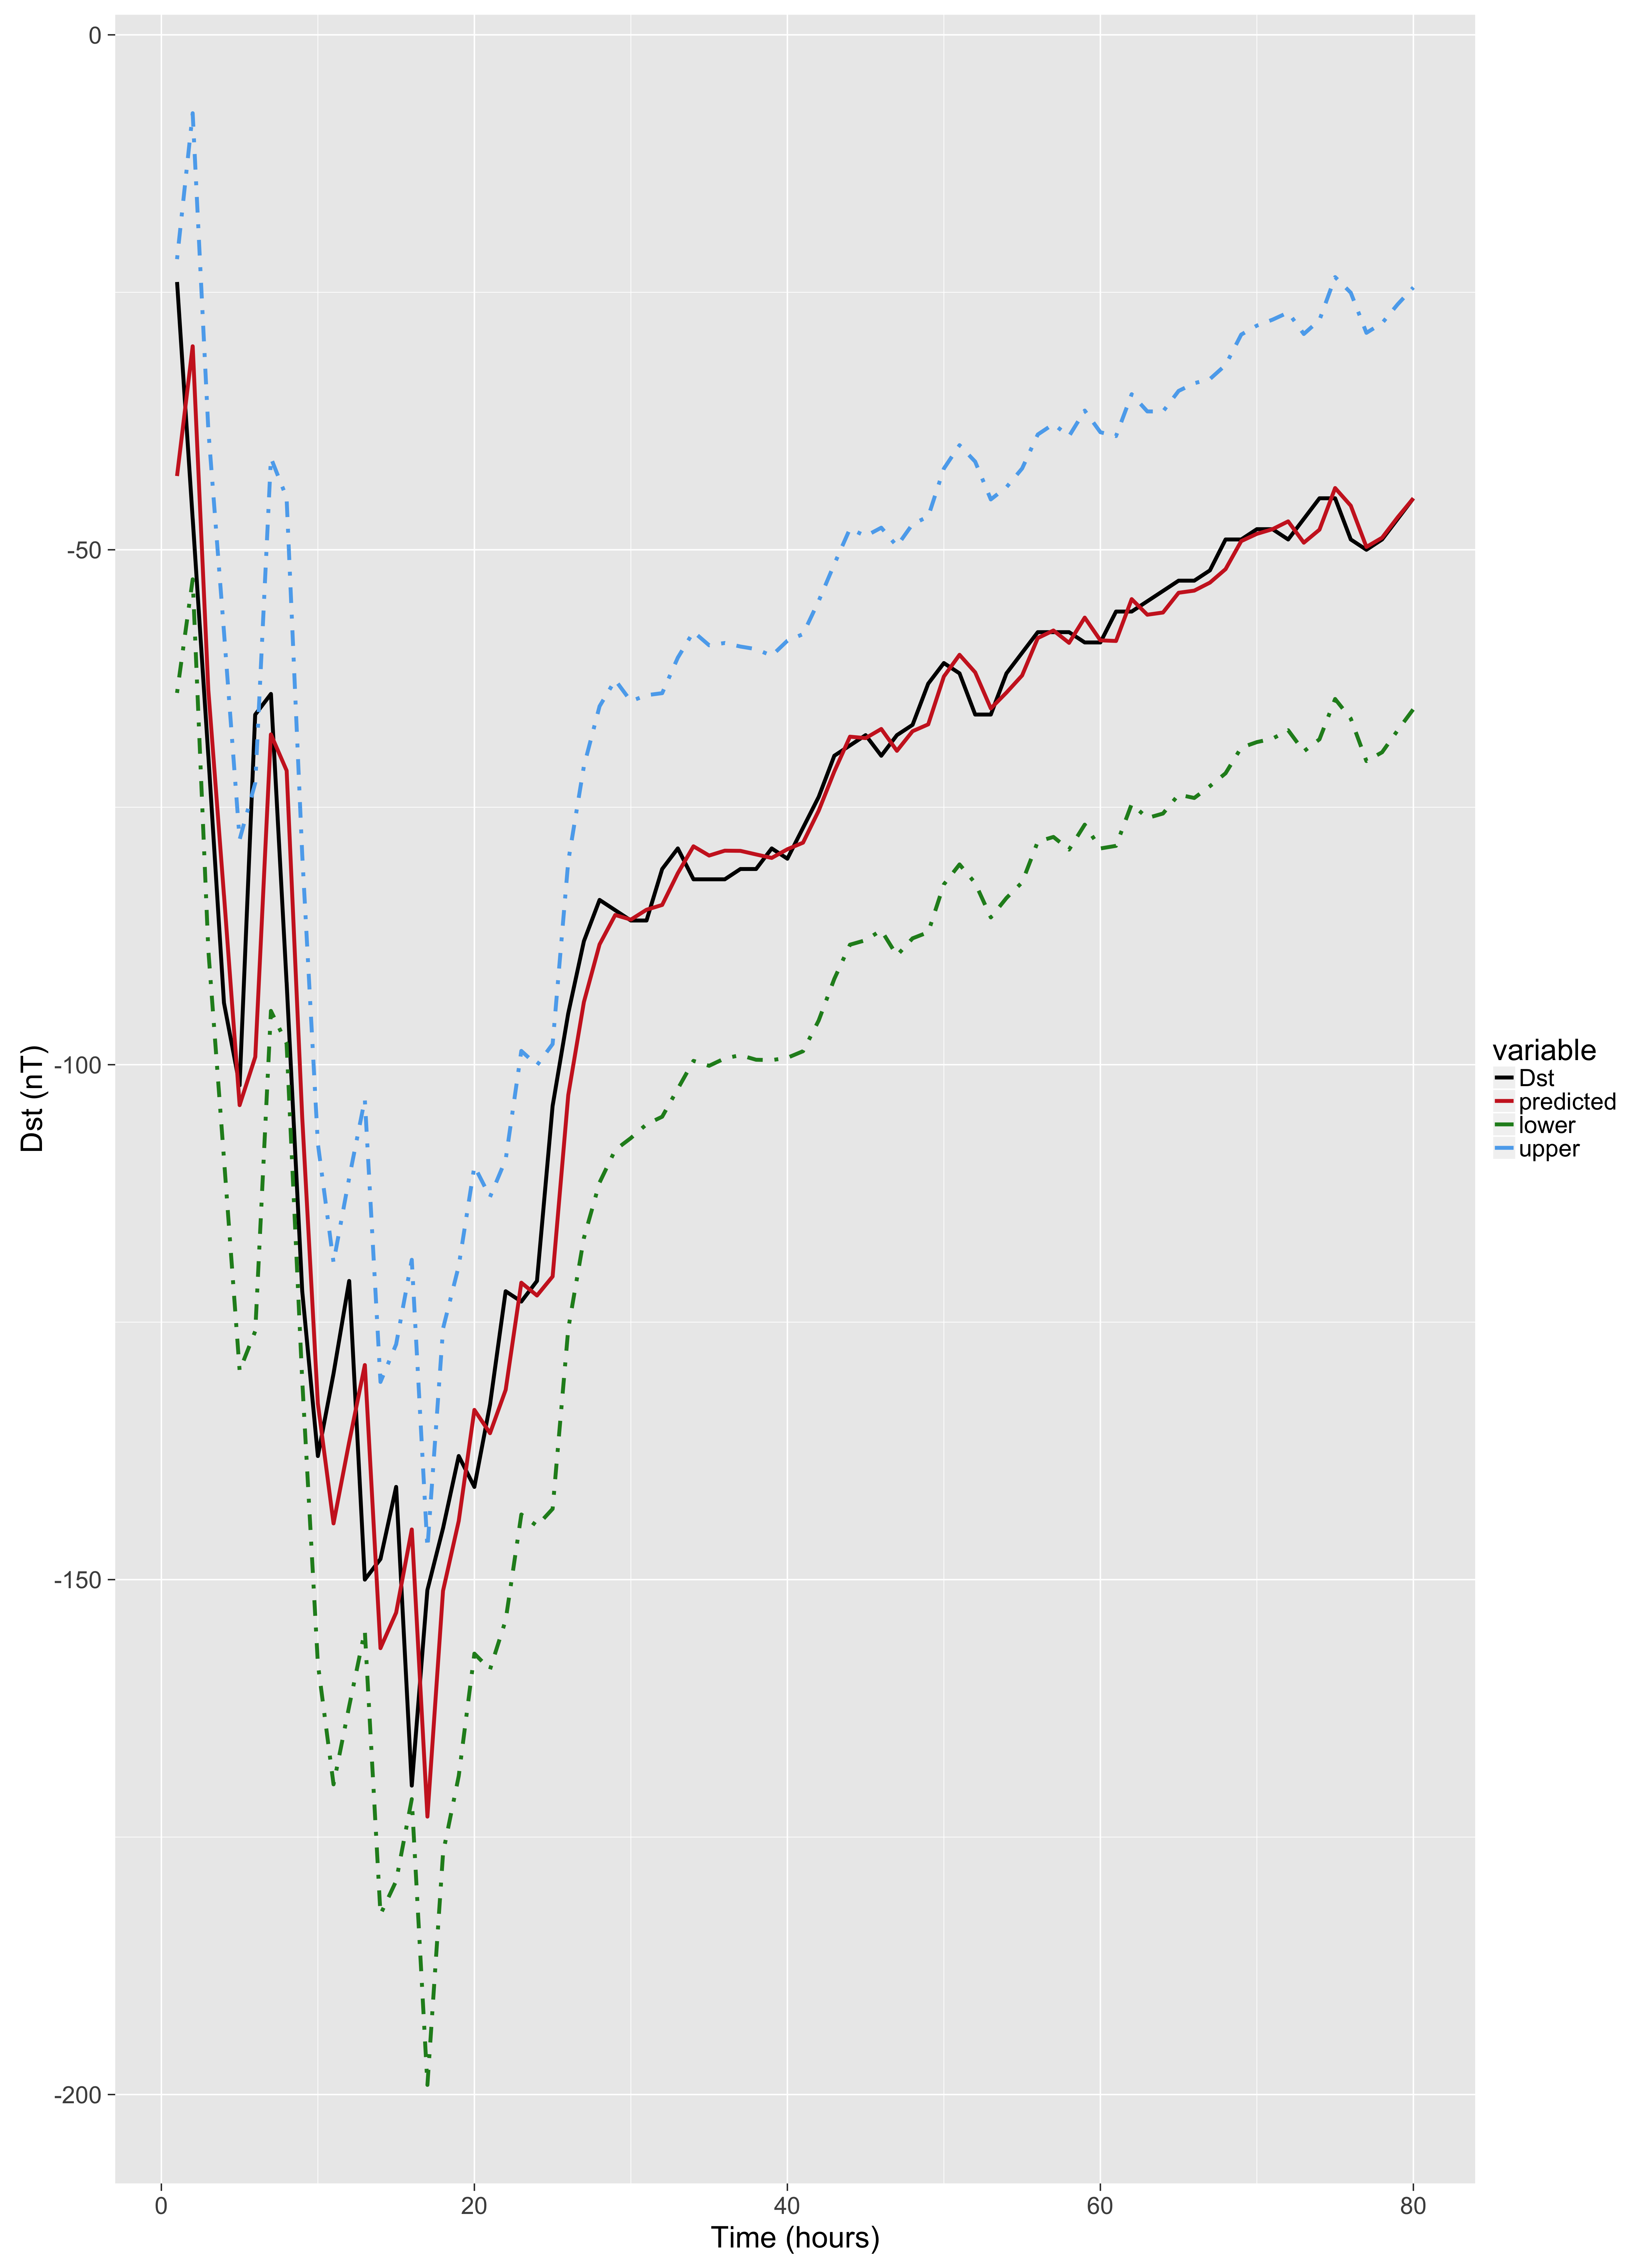 0
-50
-100
-150
-200
Dst (nT)
0 20 40 60 80
Time (hours)
variable
Dst
predicted
lower
upper